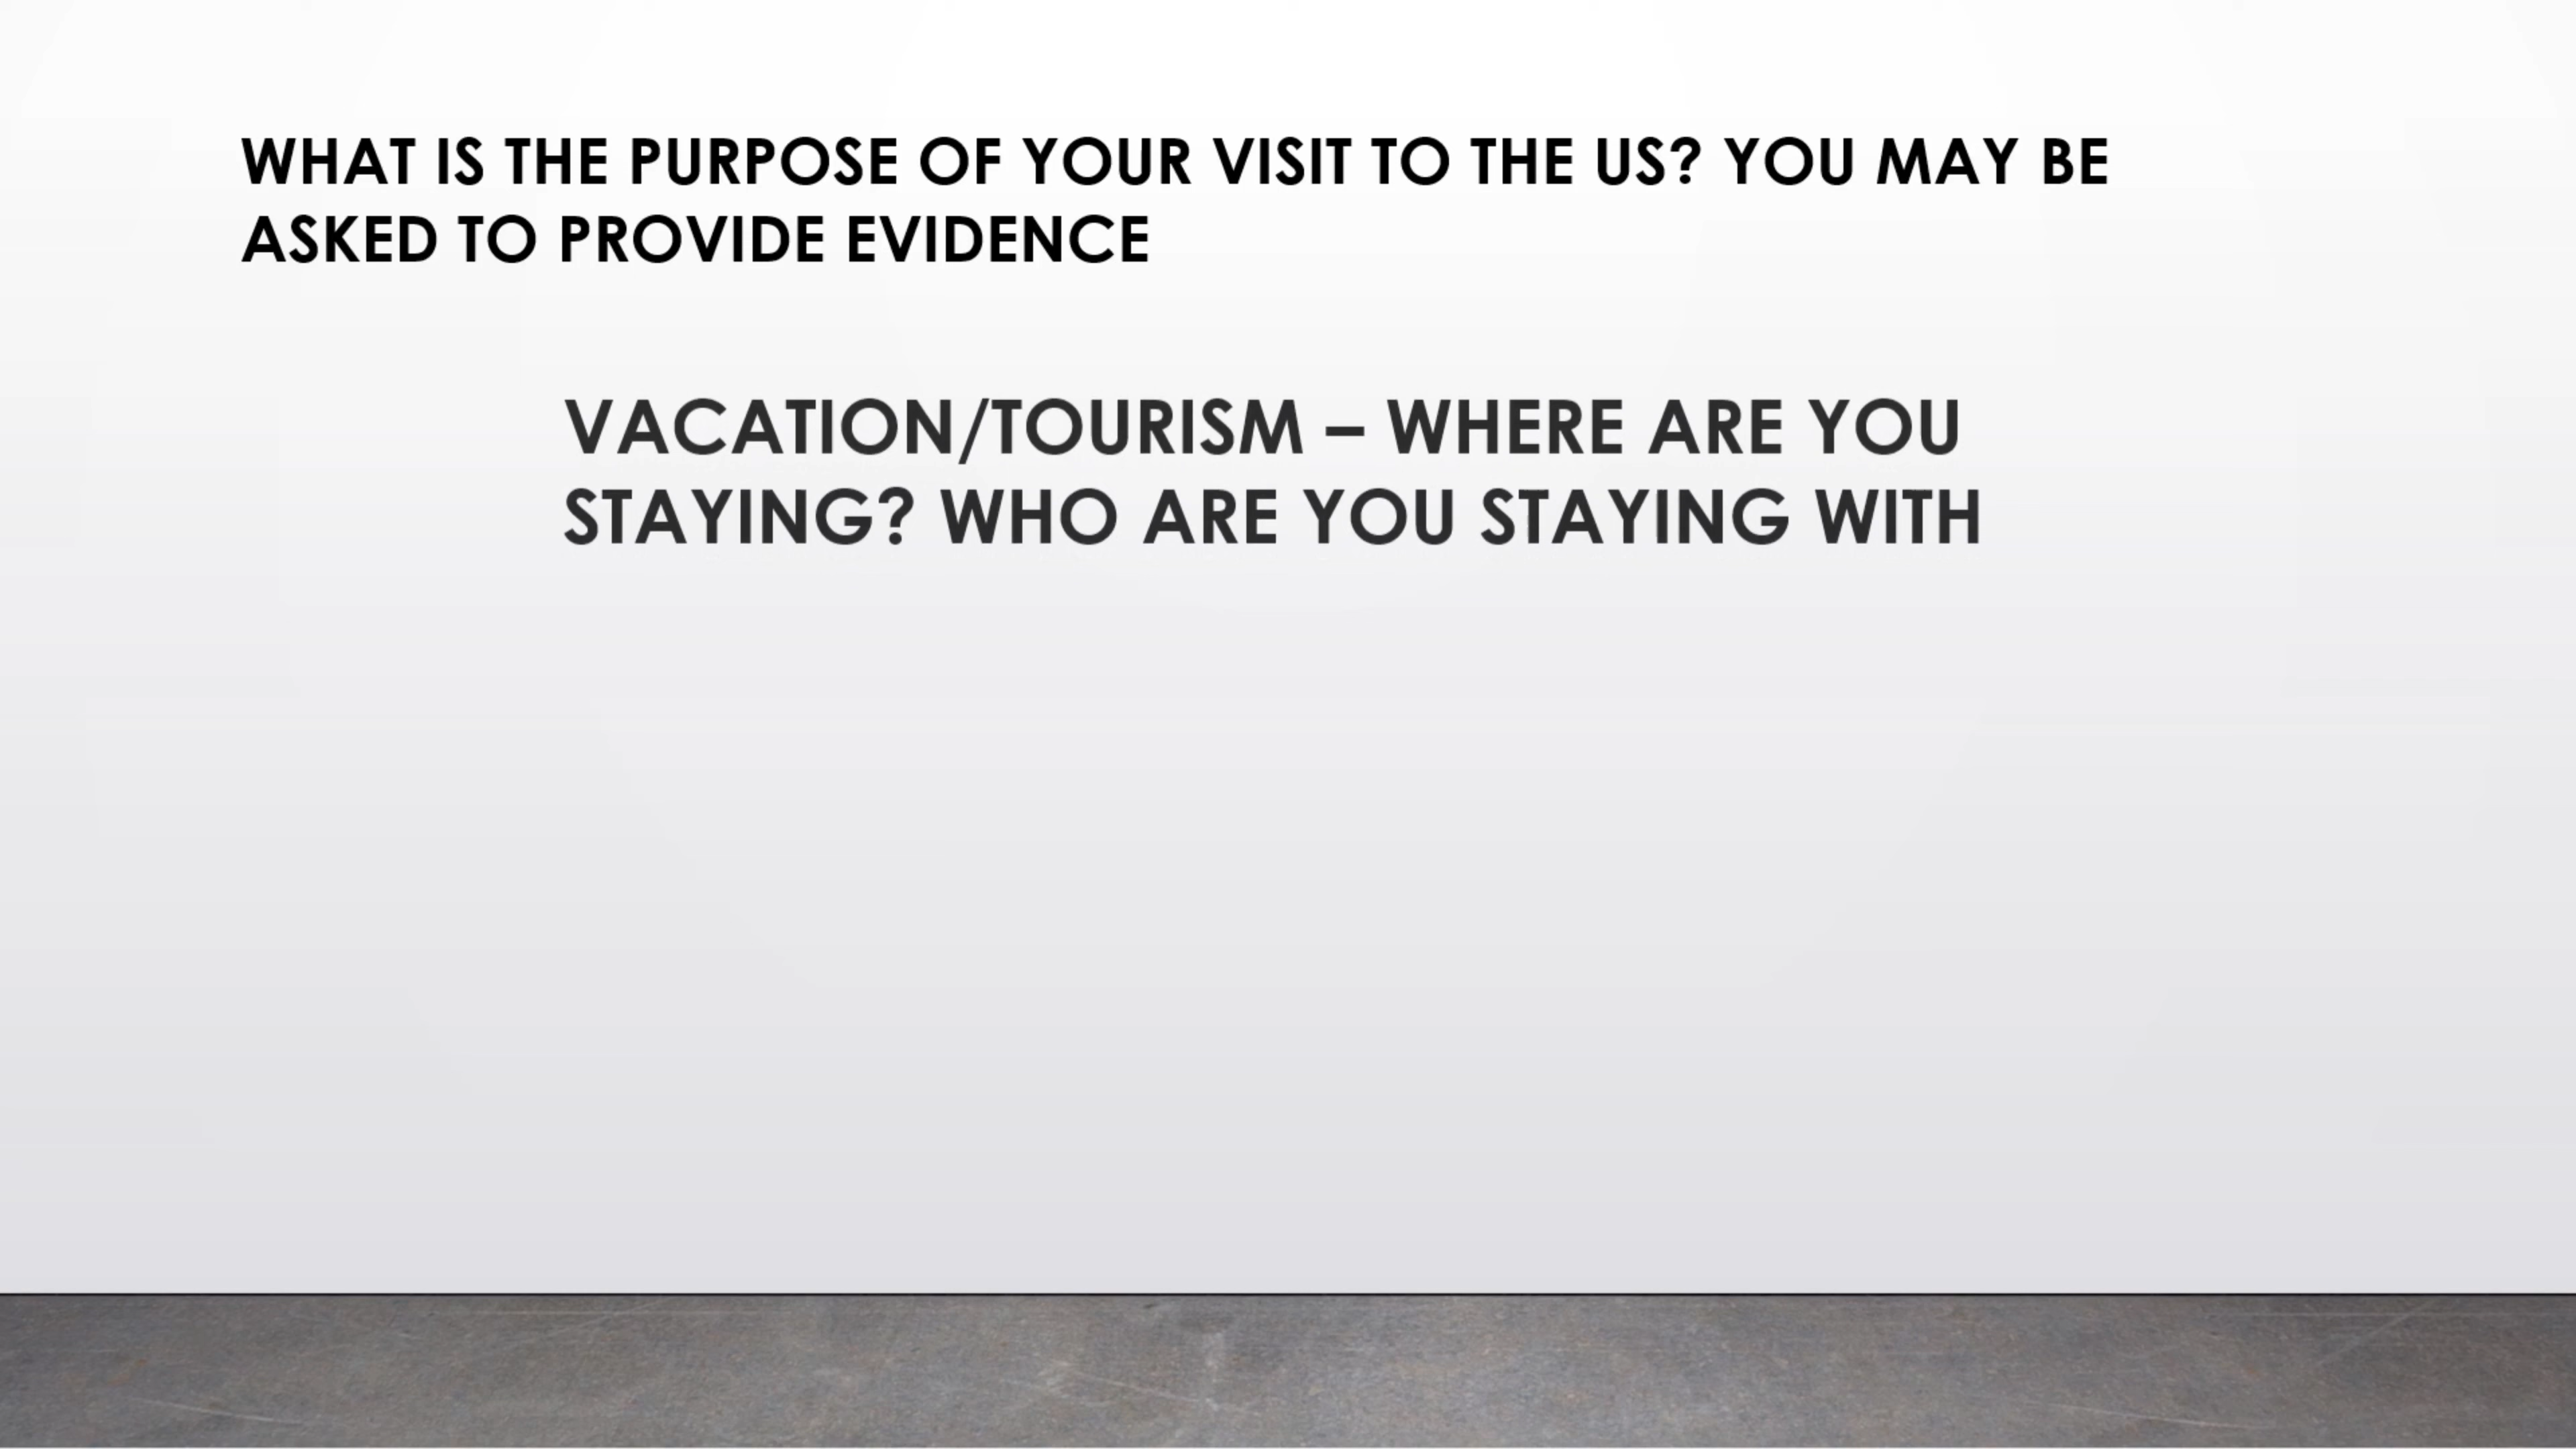 WHAT IS THE PURPOSE OF YOUR VISIT TO THE US? YOU MAY BE
ASKED TO PROVIDE EVIDENCE
VACATION/TOURISM – WHERE ARE YOU
STAYING? WHO ARE YOU STAYING WITH